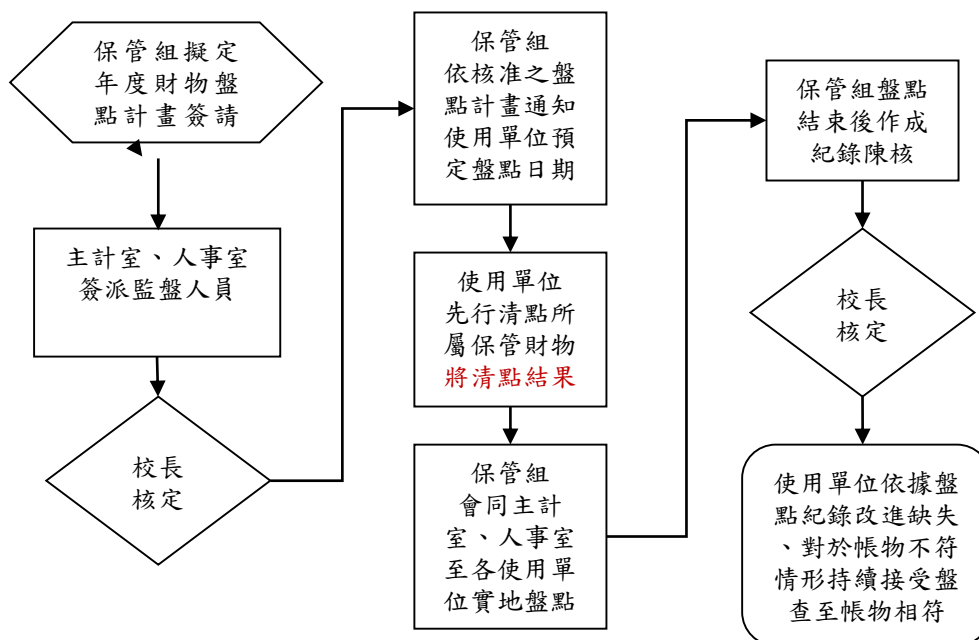 保管組擬定
年度財物盤
點計畫簽請
主計室、人事室
簽派監盤人員
校長
核定
保管組
依核准之盤
點計畫通知
使用單位預
定盤點日期
使用單位
先行清點所
屬保管財物
將清點結果
保管組
會同主計
室、人事室
至各使用單
位實地盤點
保管組盤點
結束後作成
紀錄陳核
校長
核定
使用單位依據盤
點紀錄改進缺失
、對於帳物不符
情形持續接受盤
查至帳物相符